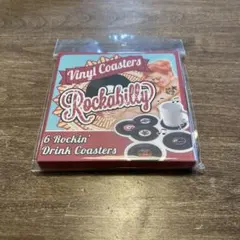 Vinyl Coasters
Rockabilly
6 Rockin'
Drink Coasters